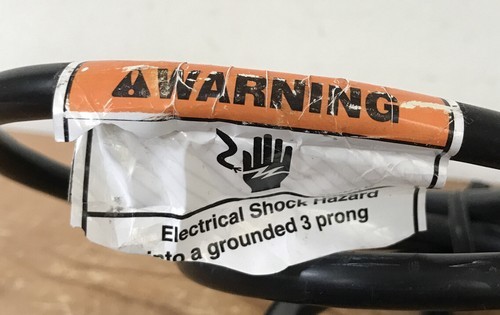 WARNING
Electrical Shock Hazard
into a grounded 3 prong